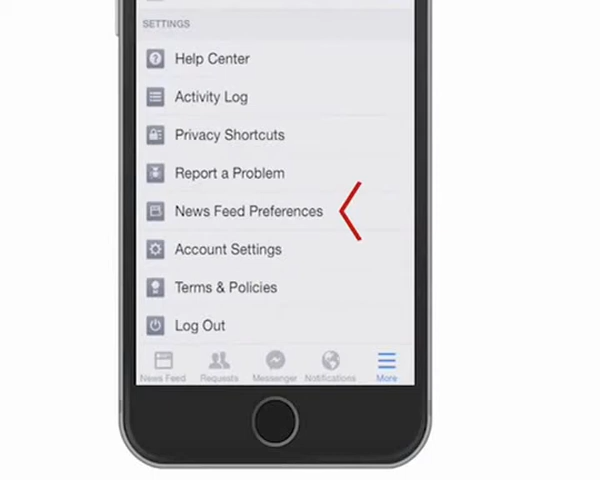 SETTINGS
Help Center
Activity Log
Privacy Shortcuts
Report a Problem
News Feed Preferences
Account Settings
Terms & Policies
Log Out
News Feed Requests Messenger Notifications More